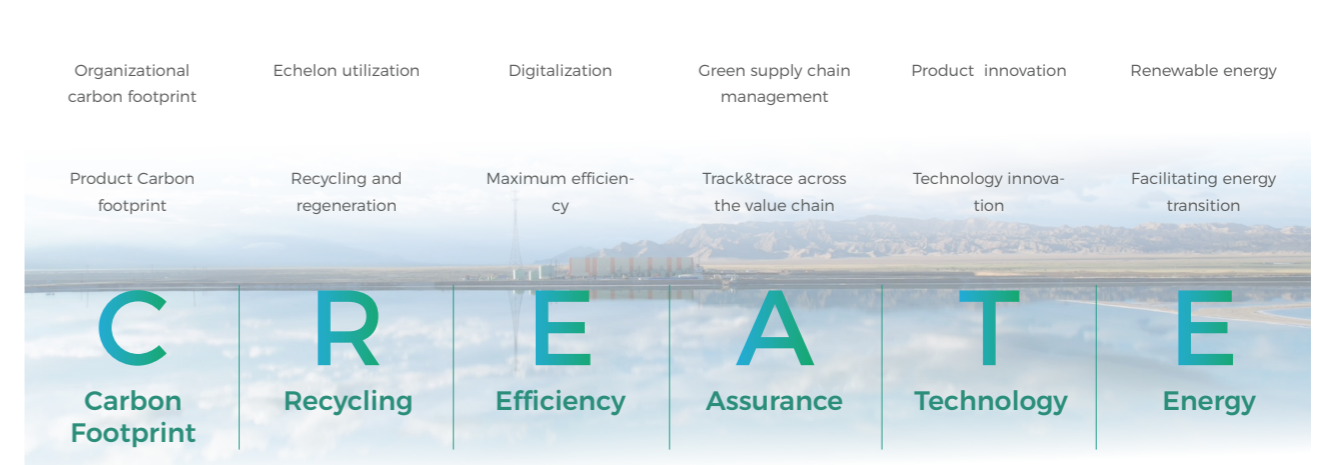 Organizational
carbon footprint
Echelon utilization
Digitalization
Green supply chain
management
Product innovation
Renewable energy
Product Carbon
footprint
Recycling and
regeneration
Maximum efficien-
cy
Track&trace across
the value chain
Technology innova-
tion
Facilitating energy
transition
C
Carbon
Footprint
R
Recycling
E
Efficiency
A
Assurance
T
Technology
E
Energy